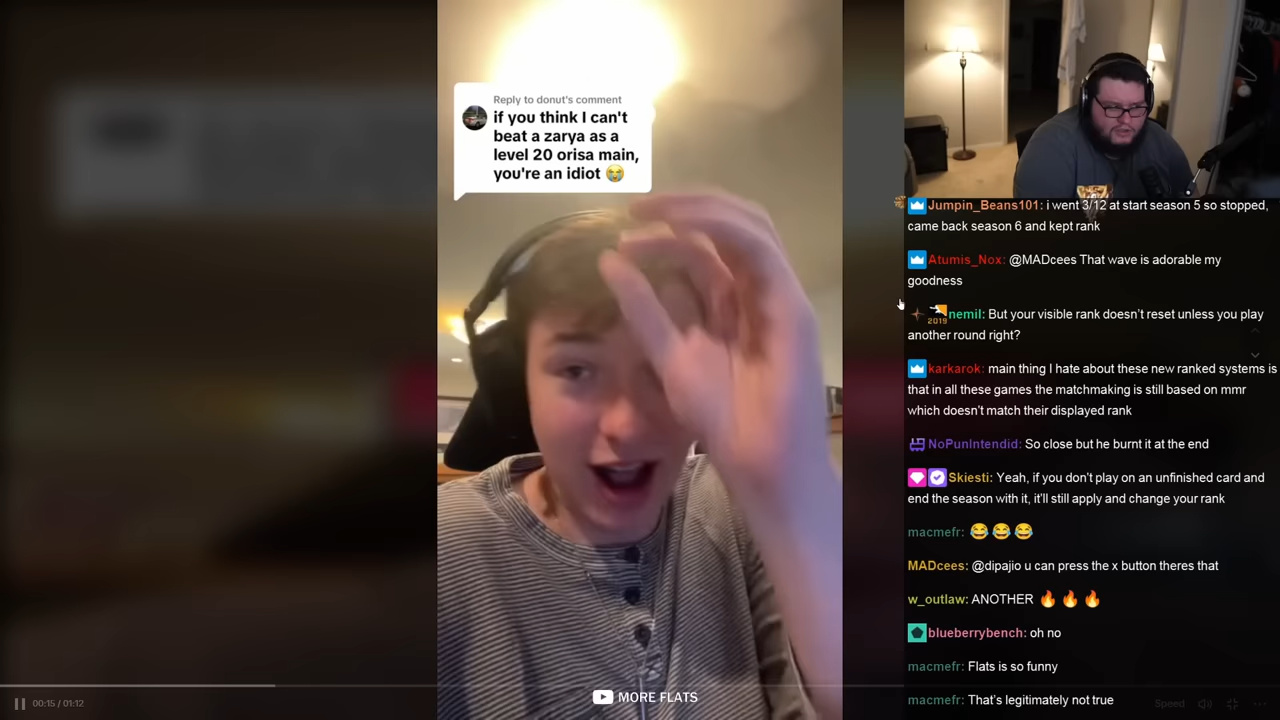 Reply to donut's comment
if you think I can't
beat a zarya as a
level 20 orisa main,
you're an idiot 😭
Jumpin_Beans101: i went 3/12 at start season 5 so stopped,
came back season 6 and kept rank
Atumis_Nox: @MADcees That wave is adorable my
goodness
2019 nemil: But your visible rank doesn't reset unless you play
another round right?
karkarok: main thing I hate about these new ranked systems is
that in all these games the matchmaking is still based on mmr
which doesn't match their displayed rank
NoPunIntendid: So close but he burnt it at the end
Skiesti: Yeah, if you don't play on an unfinished card and
end the season with it, it'll still apply and change your rank
macmefr: 😂 😂 😂
MADcees: @dipajio u can press the x button theres that
w_outlaw: ANOTHER 🔥 🔥 🔥
blueberrybench: oh no
macmefr: Flats is so funny
macmefr: That's legitimately not true
MORE FLATS
00:15 / 01:12
Speed